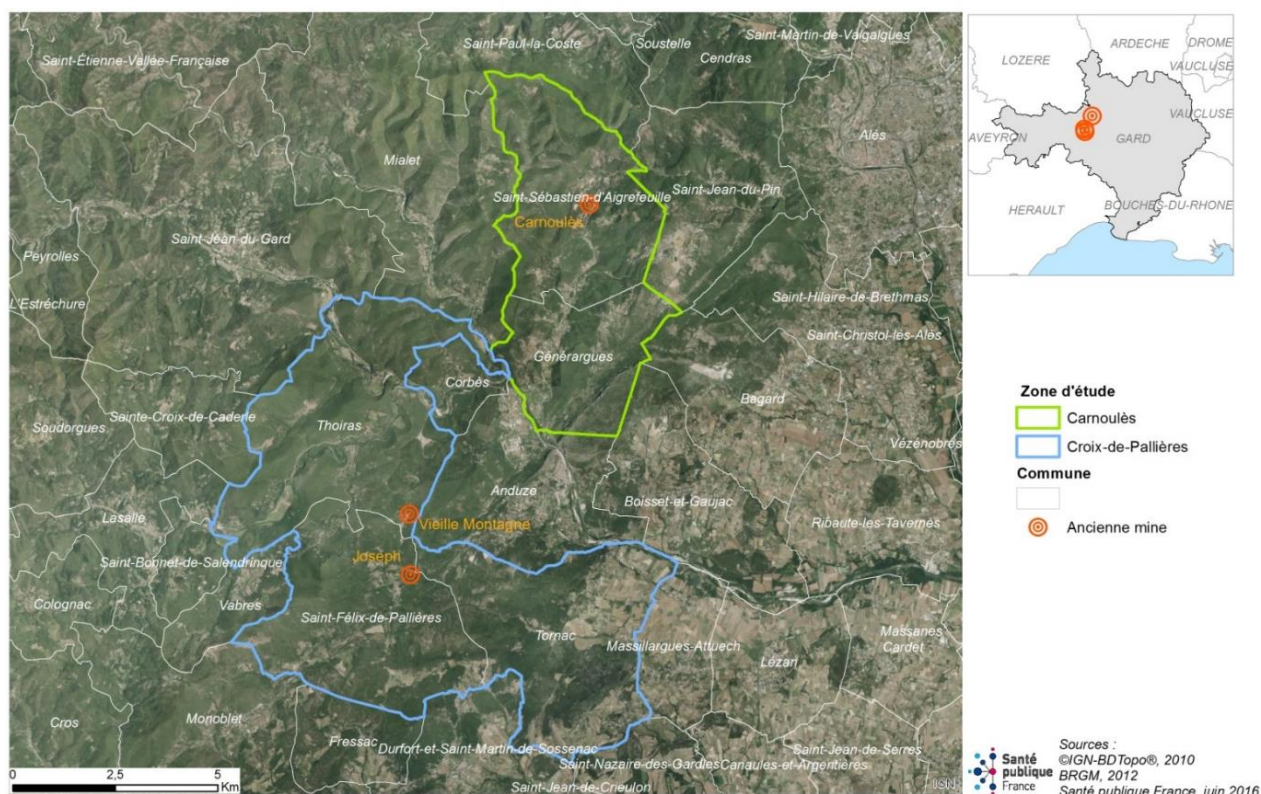 Saint-Paul-la-Coste
Soustelle
Saint-Martin-de-Valgalgues
Saint-Étienne-Vallée-Française
Cendras
Alès
Mialet
Saint-Jean-du-Pin
Saint-Sébastien-d'Aigrefeuille
Carnoulès
Saint-Jean-du-Gard
Peyrolles
L'Estréchure
Saint-Hilaire-de-Brethmas
Saint-Christol-lès-Alès
Générargues
Corbès
Bagard
Sainte-Croix-de-Caderle
Thoiras
Soudorgues
Vézénobres
Anduze
Boisset-et-Gaujac
Lasalle
Vieille Montagne
Ribaute-les-Tavernes
Joseph
Saint-Bonnet-de-Salendrinque
Colognac
Vabres
Saint-Félix-de-Pallières
Tornac
Massillargues-Attuech
Massanes
Cardet
Lézan
Cros
Monoblet
Fressac
Durfort-et-Saint-Martin-de-Sossenac
Saint-Jean-de-Serres
Saint-Nazaire-des-Gardies
Canaules-et-Argentières
Saint-Jean-de-Crieulon
0 2,5 5
Km
IGN
ARDECHE
DROME
LOZERE
VAUCLUSE
VAUCLUSE
AVEYRON
GARD
HERAULT
BOUCHES-DU-RHONE
Zone d'étude
Carnoulès
Croix-de-Pallières
Commune
Ancienne mine
Santé
publique
France
Sources :
©IGN-BDTopo®, 2010
BRGM, 2012
Santé publique France, juin 2016